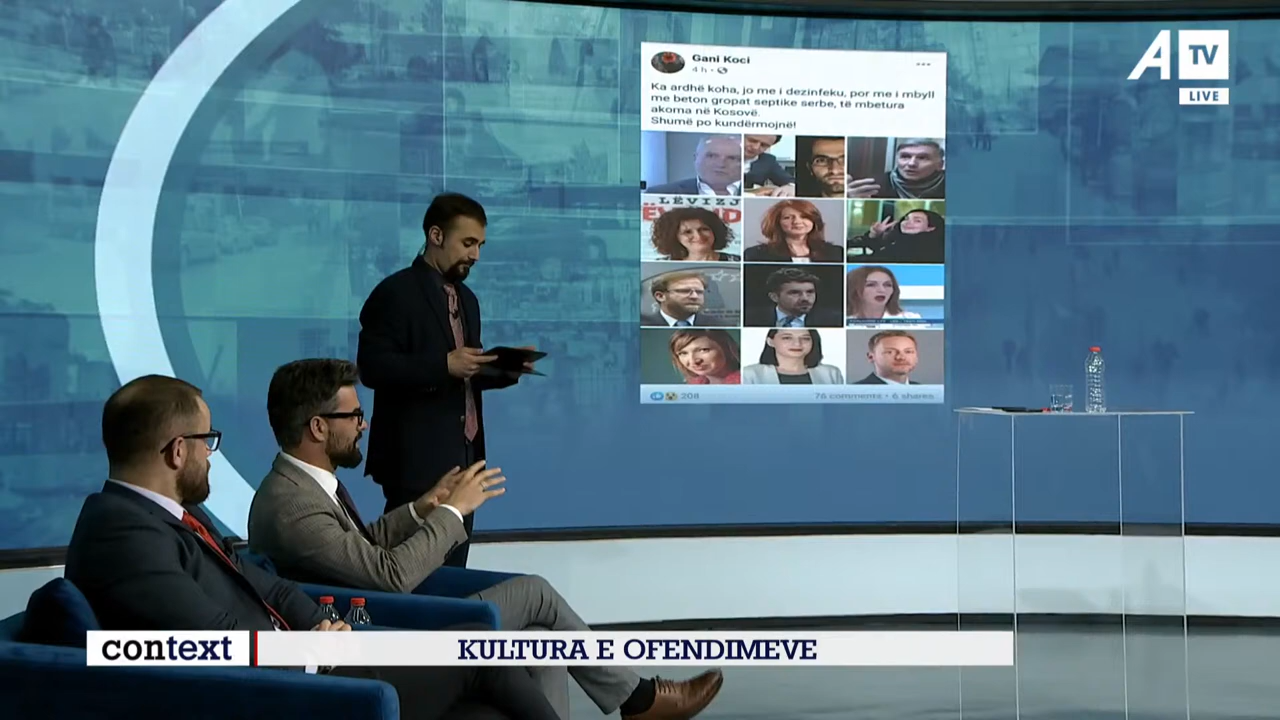 Gani Koci
4 h
Ka ardhë koha, jo me i dezinfeku, por me i mbyll
me beton gropat septike serbe, të mbetura
akoma në Kosovë.
Shumë po kundërmojnë!
A TV
LIVE
LËVIZJ
208
76 comments • 6 shares
context
KULTURA E OFENDIMEVE